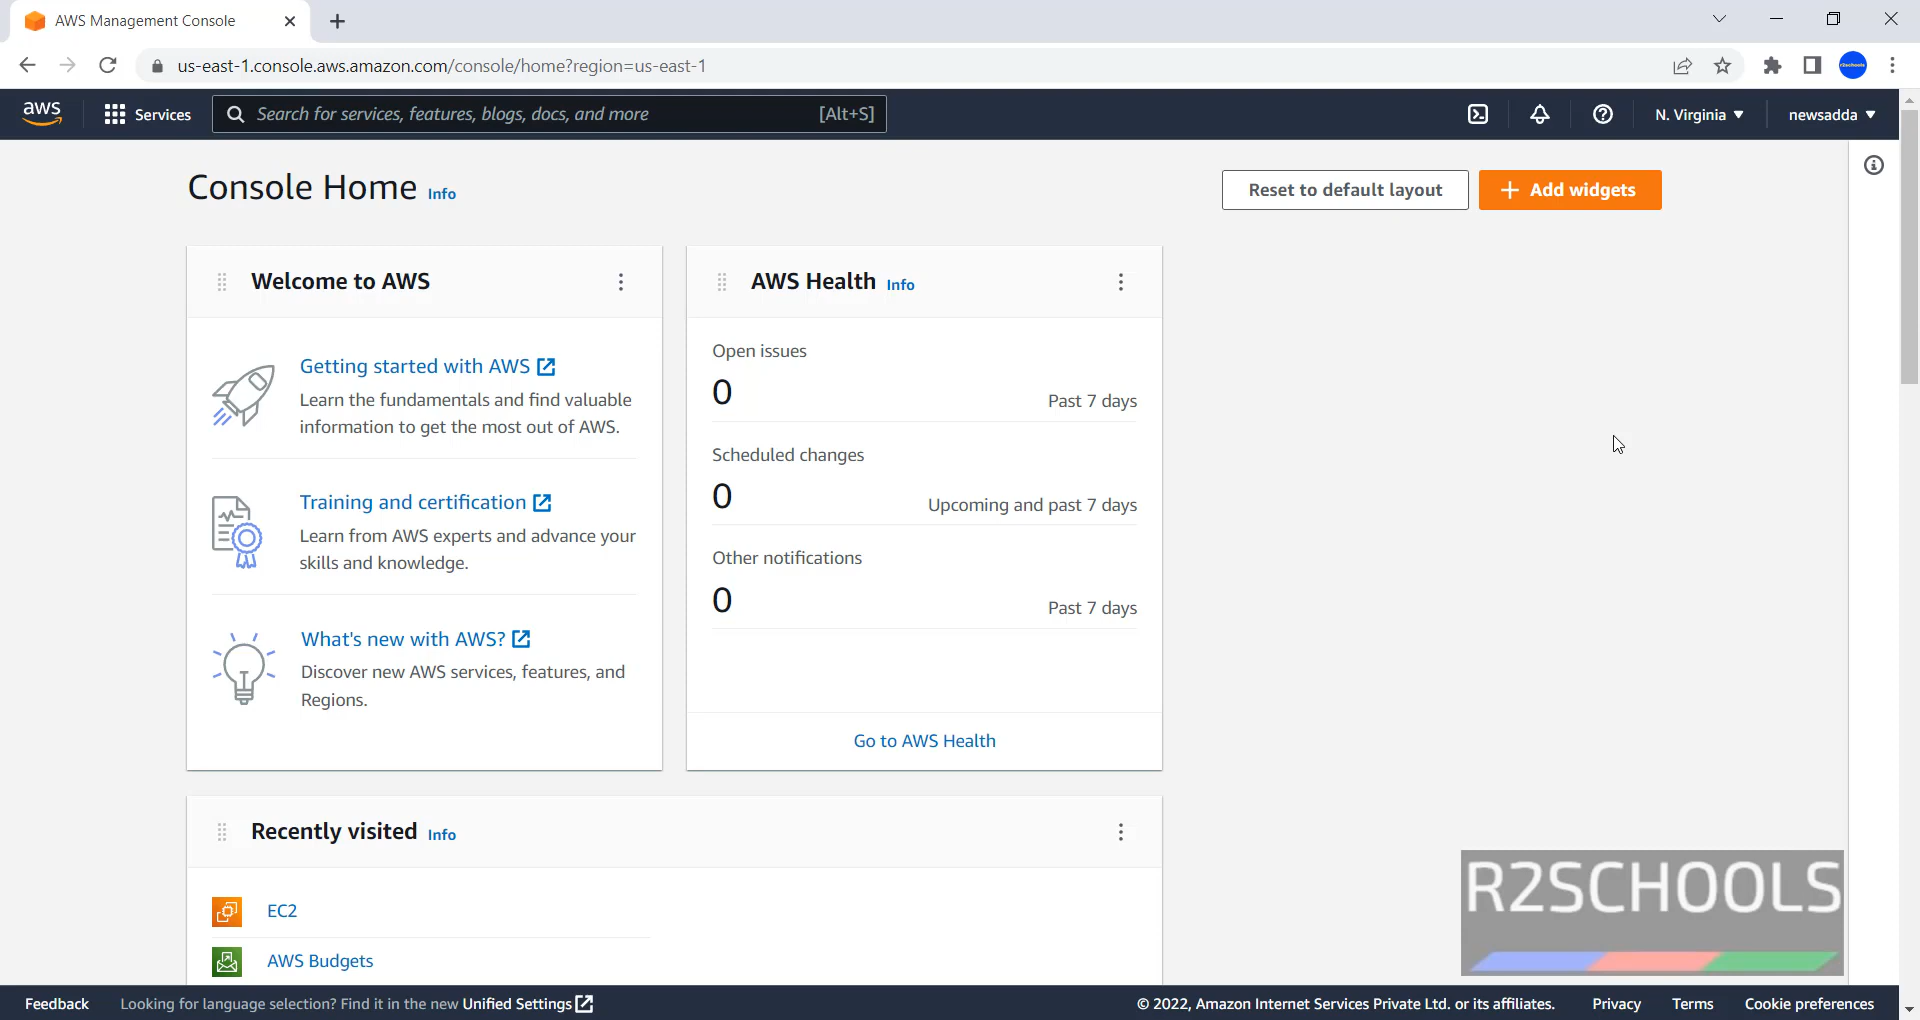 AWS Management Console
us-east-1.console.aws.amazon.com/console/home?region=us-east-1
r2schools
aws
Services
Search for services, features, blogs, docs, and more
[Alt+S]
N. Virginia
newsadda
Console Home
Info
Reset to default layout
Add widgets
Welcome to AWS
Getting started with AWS
Learn the fundamentals and find valuable
information to get the most out of AWS.
Training and certification
Learn from AWS experts and advance your
skills and knowledge.
What's new with AWS?
Discover new AWS services, features, and
Regions.
AWS Health
Info
Open issues
0
Past 7 days
Scheduled changes
0
Upcoming and past 7 days
Other notifications
0
Past 7 days
Go to AWS Health
Recently visited
Info
EC2
AWS Budgets
R2SCHOOLS
Feedback
Looking for language selection? Find it in the new Unified Settings
© 2022, Amazon Internet Services Private Ltd. or its affiliates.
Privacy
Terms
Cookie preferences